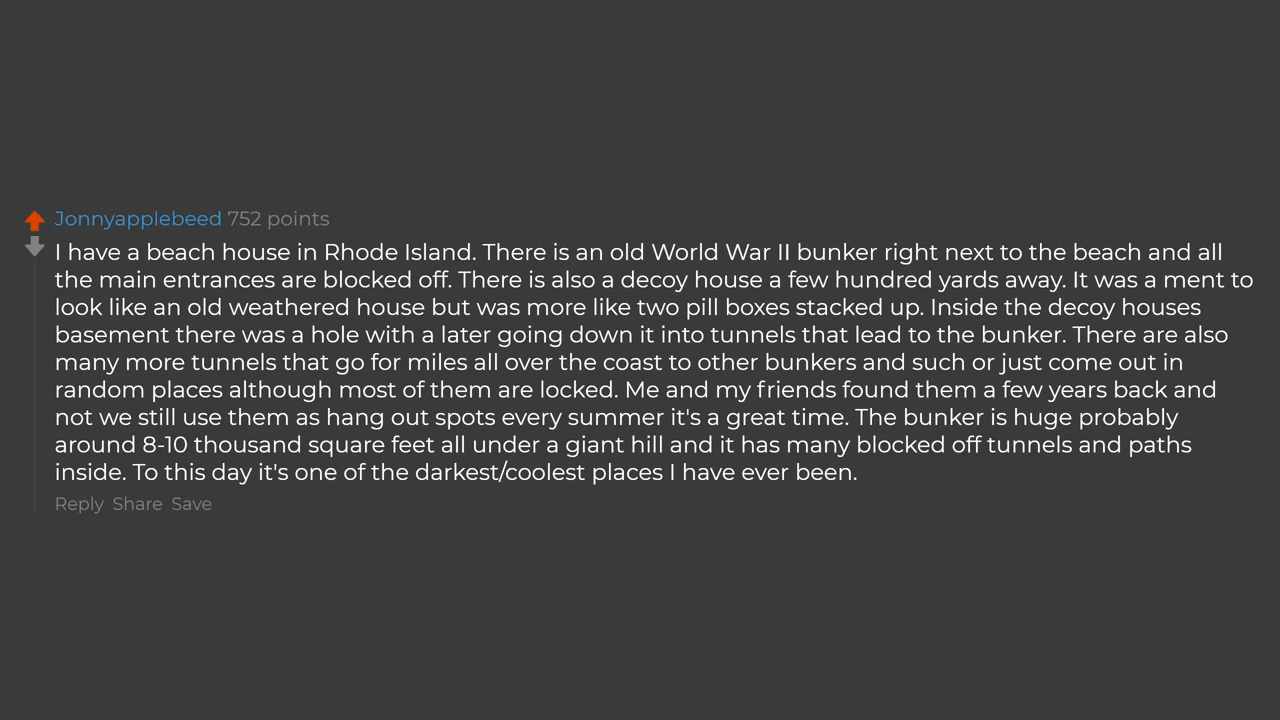 Jonnyapplebeed 752 points
I have a beach house in Rhode Island. There is an old World War II bunker right next to the beach and all
the main entrances are blocked off. There is also a decoy house a few hundred yards away. It was a ment to
look like an old weathered house but was more like two pill boxes stacked up. Inside the decoy houses
basement there was a hole with a later going down it into tunnels that lead to the bunker. There are also
many more tunnels that go for miles all over the coast to other bunkers and such or just come out in
random places although most of them are locked. Me and my friends found them a few years back and
not we still use them as hang out spots every summer it's a great time. The bunker is huge probably
around 8-10 thousand square feet all under a giant hill and it has many blocked off tunnels and paths
inside. To this day it's one of the darkest/coolest places I have ever been.
Reply Share Save